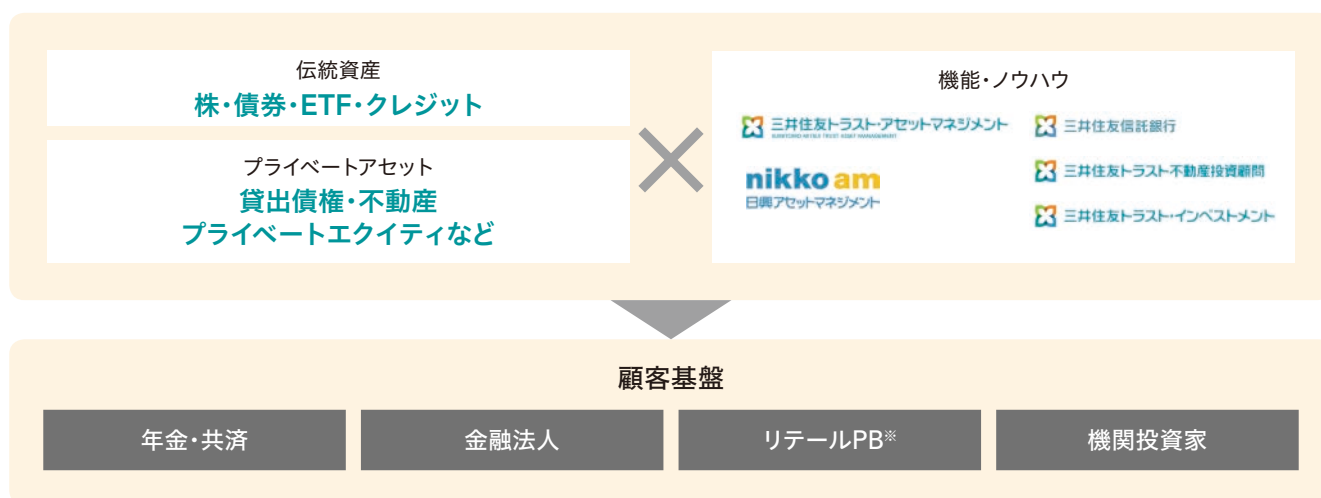 伝統資産
株・債券・ETF・クレジット
プライベートアセット
貸出債権・不動産
プライベートエクイティなど
機能・ノウハウ
三井住友トラスト・アセットマネジメント
SUMITOMO MITSUI TRUST ASSET MANAGEMENT
nikko am
日興アセットマネジメント
三井住友信託銀行
三井住友トラスト不動産投資顧問
三井住友トラスト・インベストメント
顧客基盤
年金・共済
金融法人
リテールPB※
機関投資家